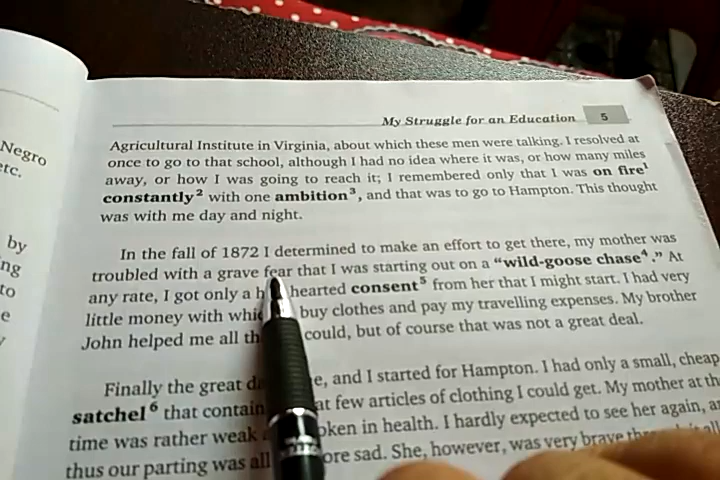 My Struggle for an Education 5
Negro
etc.
by
ng
to
e
Agricultural Institute in Virginia, about which these men were talking. I resolved at
once to go to that school, although I had no idea where it was, or how many miles
away, or how I was going to reach it; I remembered only that I was on fire¹
constantly² with one ambition³, and that was to go to Hampton. This thought
was with me day and night.
In the fall of 1872 I determined to make an effort to get there, my mother was
troubled with a grave fear that I was starting out on a “wild-goose chase⁴.” At
any rate, I got only a h hearted consent⁵ from her that I might start. I had very
little money with whi buy clothes and pay my travelling expenses. My brother
John helped me all th could, but of course that was not a great deal.
Finally the great d e, and I started for Hampton. I had only a small, cheap
satchel⁶ that contain at few articles of clothing I could get. My mother at th
time was rather weak oken in health. I hardly expected to see her again, a
thus our parting was all ore sad. She, however, was very brave